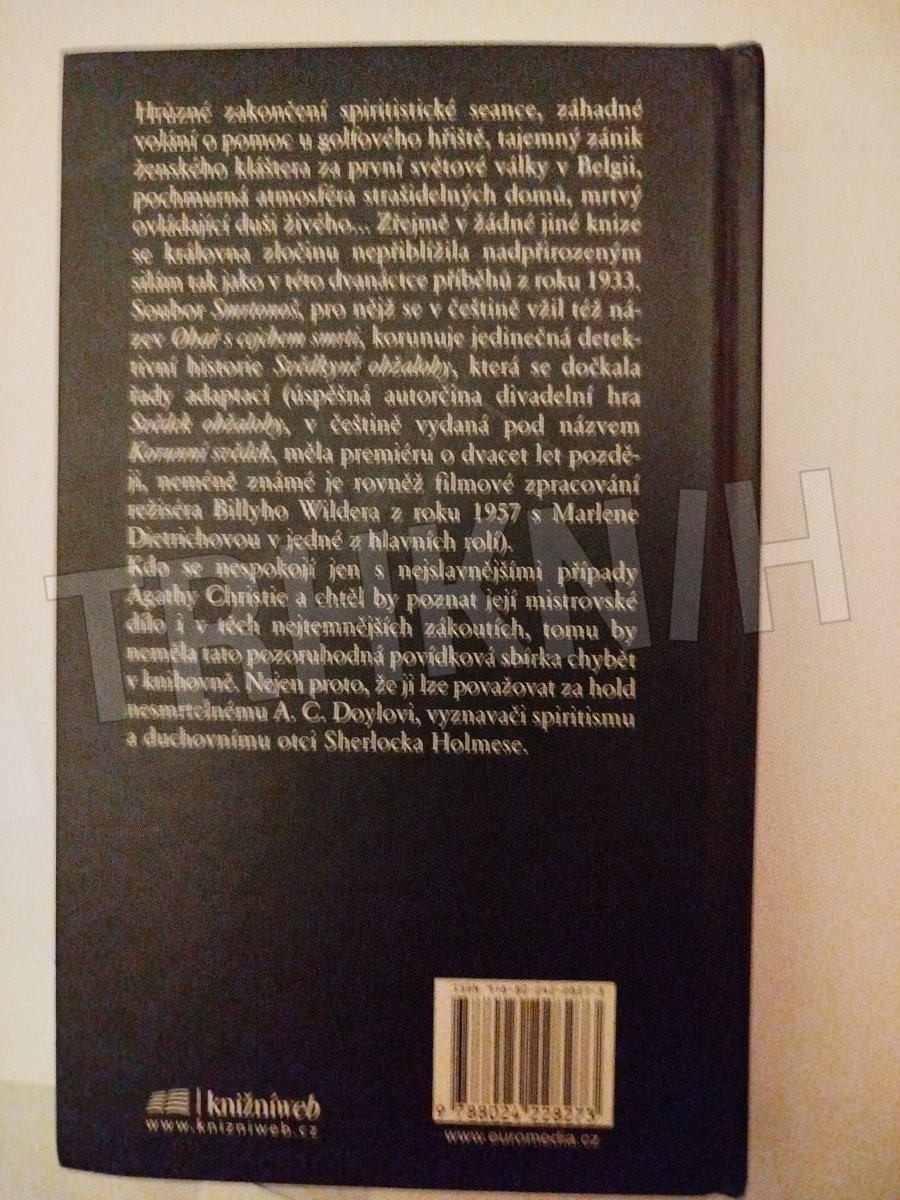 Hrůzné zakončení spiritistické seance, záhadné
volání o pomoc u golfového hřiště, tajemný zánik
ženského kláštera za první světové války v Belgii,
pochmurná atmosféra strašidelných domů, mrtvý
ovládající duši živého... Zřejmě v žádné jiné knize
se královna zločinu nepřiblížila nadpřirozeným
silám tak jako v této dvanáctce příběhů z roku 1933.
Soubor Smrtonoš, pro nějž se v češtině vžil též ná-
zev Ohař s cejchem smrti, korunuje jedinečná detek-
tivní historie Svědkyně obžaloby, která se dočkala
řady adaptací (úspěšná autorčina divadelní hra
Svědek obžaloby, v češtině vydaná pod názvem
Korunní svědek, měla premiéru o dvacet let pozdě-
ji, neméně známé je rovněž filmové zpracování
režiséra Billyho Wildera z roku 1957 s Marlene
Dietrichovou v jedné z hlavních rolí).
Kdo se nespokojí jen s nejslavnějšími případy
Agathy Christie a chtěl by poznat její mistrovské
dílo i v těch nejtemnějších zákoutích, tomu by
neměla tato pozoruhodná povídková sbírka chybět
v knihovně. Nejen proto, že ji lze považovat za hold
nesmrtelnému A. C. Doylovi, vyznavači spiritismu
a duchovnímu otci Sherlocka Holmese.
TRHKNIH
ISBN
9 788024 228273
knižníweb
www.knizniweb.cz
www.euromedia.cz